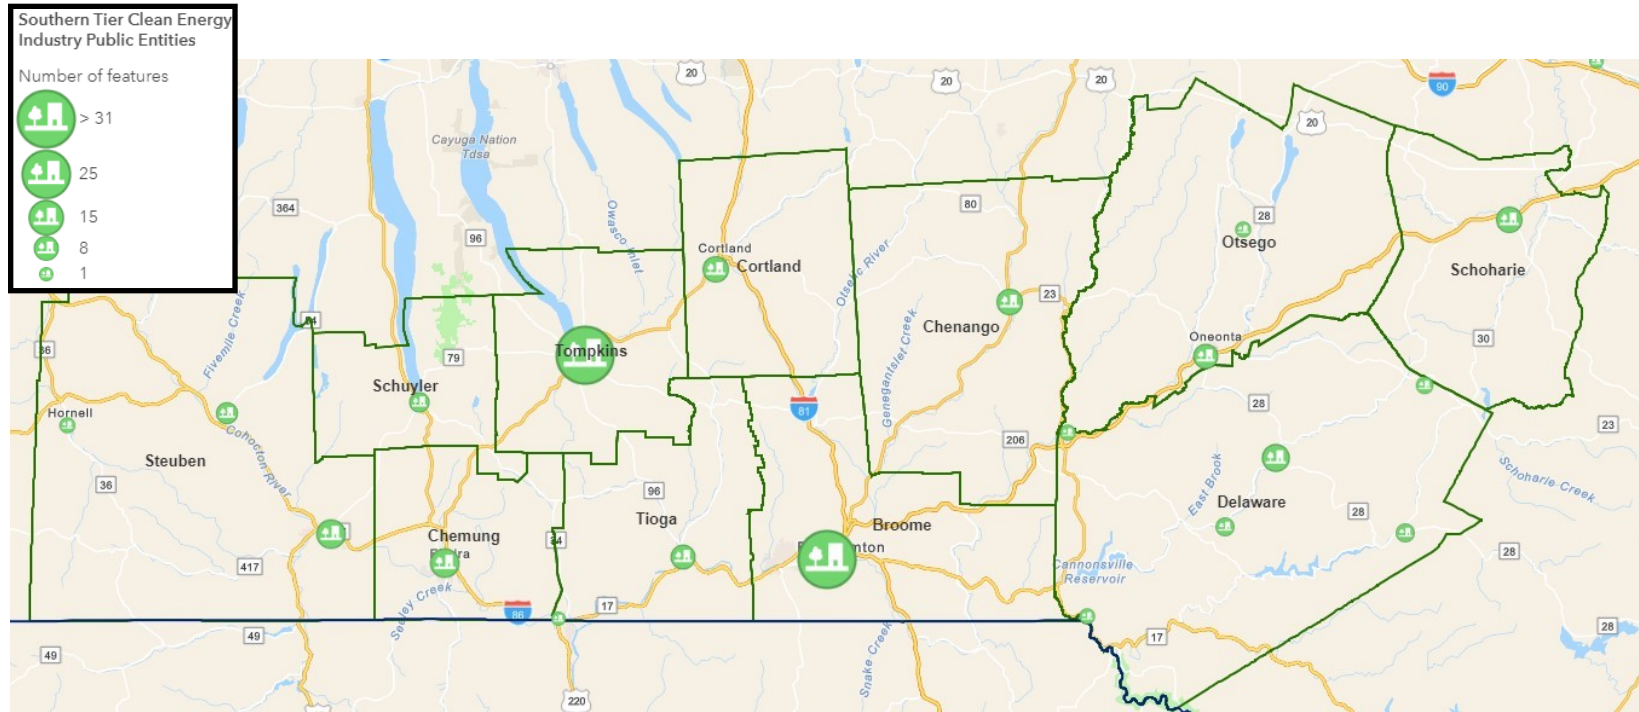 Southern Tier Clean Energy
Industry Public Entities
Number of features
> 31
25
15
8
1
20
20
20
90
20
Cayuga Nation
Tdsa
364
96
Owasco Inlet
80
28
Otsego
Cortland
Cortland
Otselic River
Schoharie
Fivemile Creek
23
Chenango
Genegantslet Creek
Oneonta
30
36
79
Tompkins
Schuyler
81
28
Hornell
Cohocton River
206
23
Steuben
36
96
East Brook
Schoharie Creek
Tioga
Broome
Delaware
28
Chemung
28
417
Cannonsville
Reservoir
Seeley Creek
86
17
49
Snake Creek
17
28
49
220